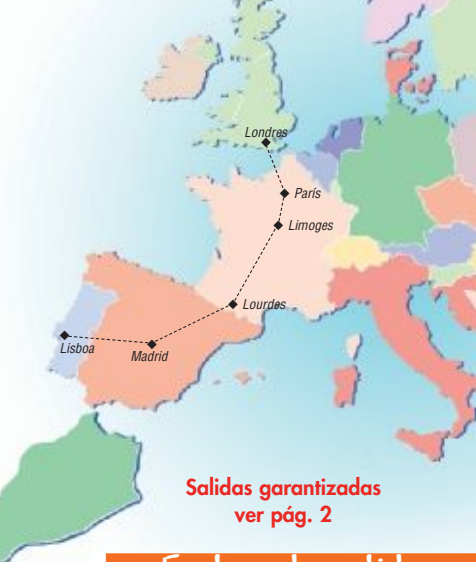 Londres
París
Limoges
Lourdes
Lisboa
Madrid
Salidas garantizadas
ver pág. 2